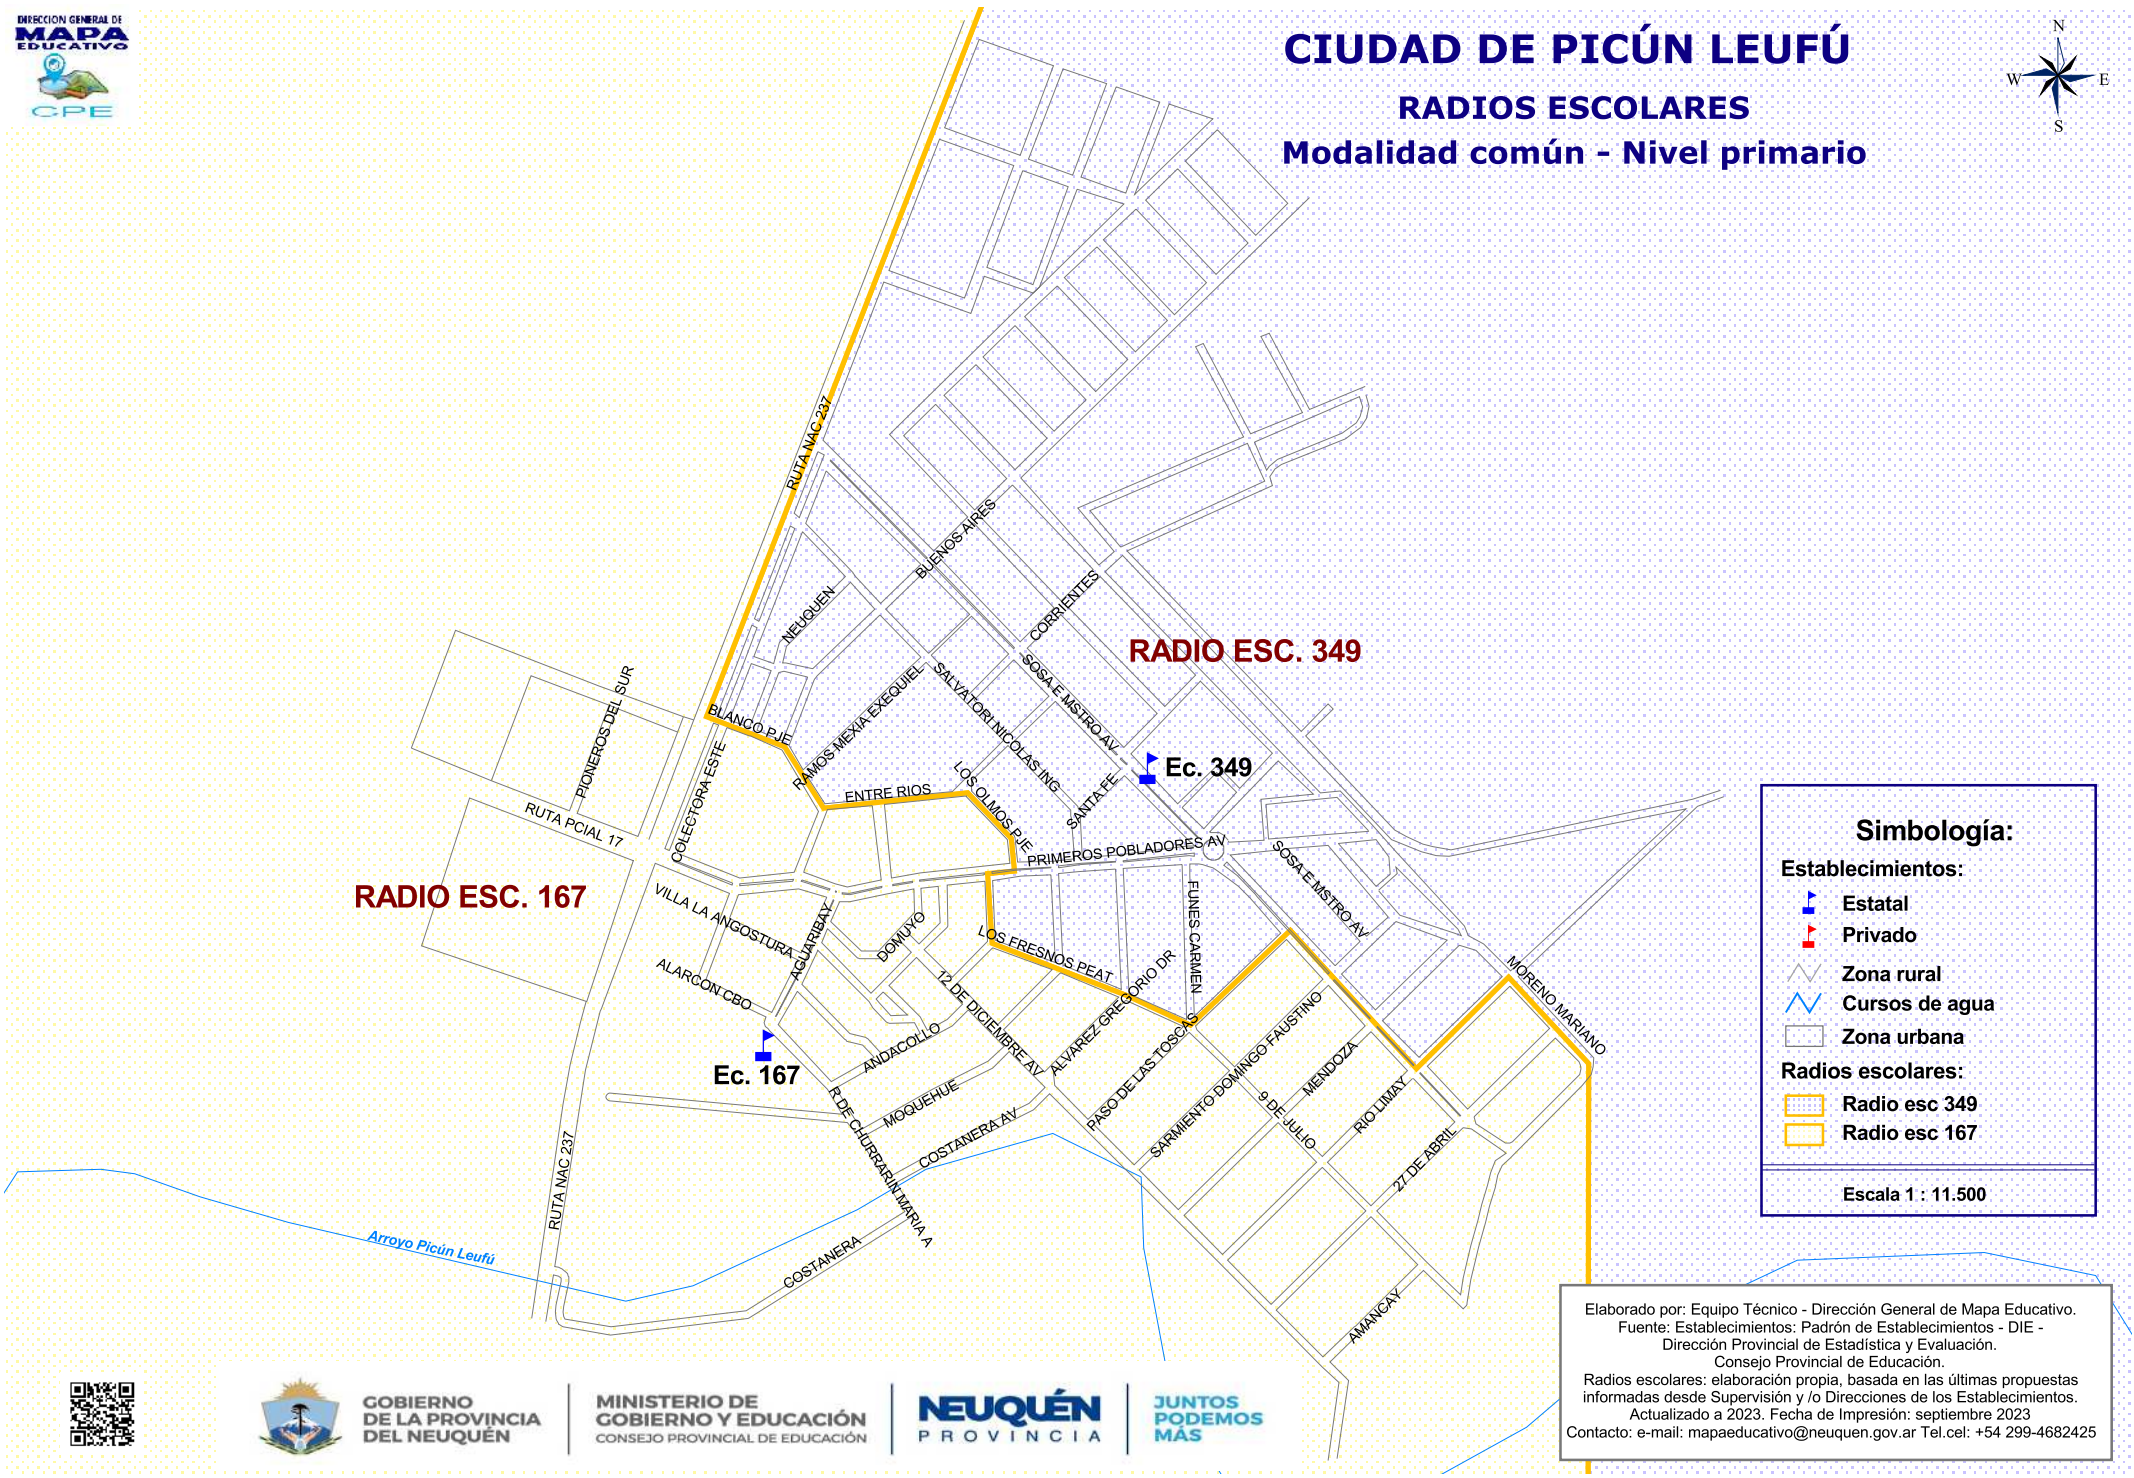 DIRECCION GENERAL DE
MAPA
EDUCATIVO
CPE
CIUDAD DE PICÚN LEUFÚ
RADIOS ESCOLARES
Modalidad común - Nivel primario
N
W
E
S
RUTA NAC 237
BUENOS AIRES
NEUQUEN
CORRIENTES
RADIO ESC. 349
SOSA E MSTRO AV
SALVATORI NICOLAS ING
RAMOS MEXIA EXEQUIEL
PIONEROS DEL SUR
BLANCO PJE
COLECTORA ESTE
ENTRE RIOS
LOS OLMOS PJE
SANTA FE
Ec. 349
RUTA PCIAL 17
PRIMEROS POBLADORES AV
SOSA E MSTRO AV
RADIO ESC. 167
VILLA LA ANGOSTURA
AGUARIBAY
DOMUYO
FUNES CARMEN
LOS FRESNOS PEAT
ALARCON CBO
12 DE DICIEMBRE AV
ALVAREZ GREGORIO DR
MORENO MARIANO
ANDACOLLO
PASO DE LAS TOSCAS
SARMIENTO DOMINGO FAUSTINO
MENDOZA
Ec. 167
MOQUEHUE
R DE CHURRARIN MARIA A
COSTANERA AV
9 DE JULIO
RIO LIMAY
27 DE ABRIL
RUTA NAC 237
Arroyo Picún Leufú
COSTANERA
AMANCAY
Simbología:
Establecimientos:
Estatal
Privado
Zona rural
Cursos de agua
Zona urbana
Radios escolares:
Radio esc 349
Radio esc 167
Escala 1 : 11.500
Elaborado por: Equipo Técnico - Dirección General de Mapa Educativo.
Fuente: Establecimientos: Padrón de Establecimientos - DIE -
Dirección Provincial de Estadística y Evaluación.
Consejo Provincial de Educación.
Radios escolares: elaboración propia, basada en las últimas propuestas
informadas desde Supervisión y /o Direcciones de los Establecimientos.
Actualizado a 2023. Fecha de Impresión: septiembre 2023
Contacto: e-mail: mapaeducativo@neuquen.gov.ar Tel.cel: +54 299-4682425
GOBIERNO
DE LA PROVINCIA
DEL NEUQUÉN
MINISTERIO DE
GOBIERNO Y EDUCACIÓN
CONSEJO PROVINCIAL DE EDUCACIÓN
NEUQUÉN
PROVINCIA
JUNTOS
PODEMOS
MÁS